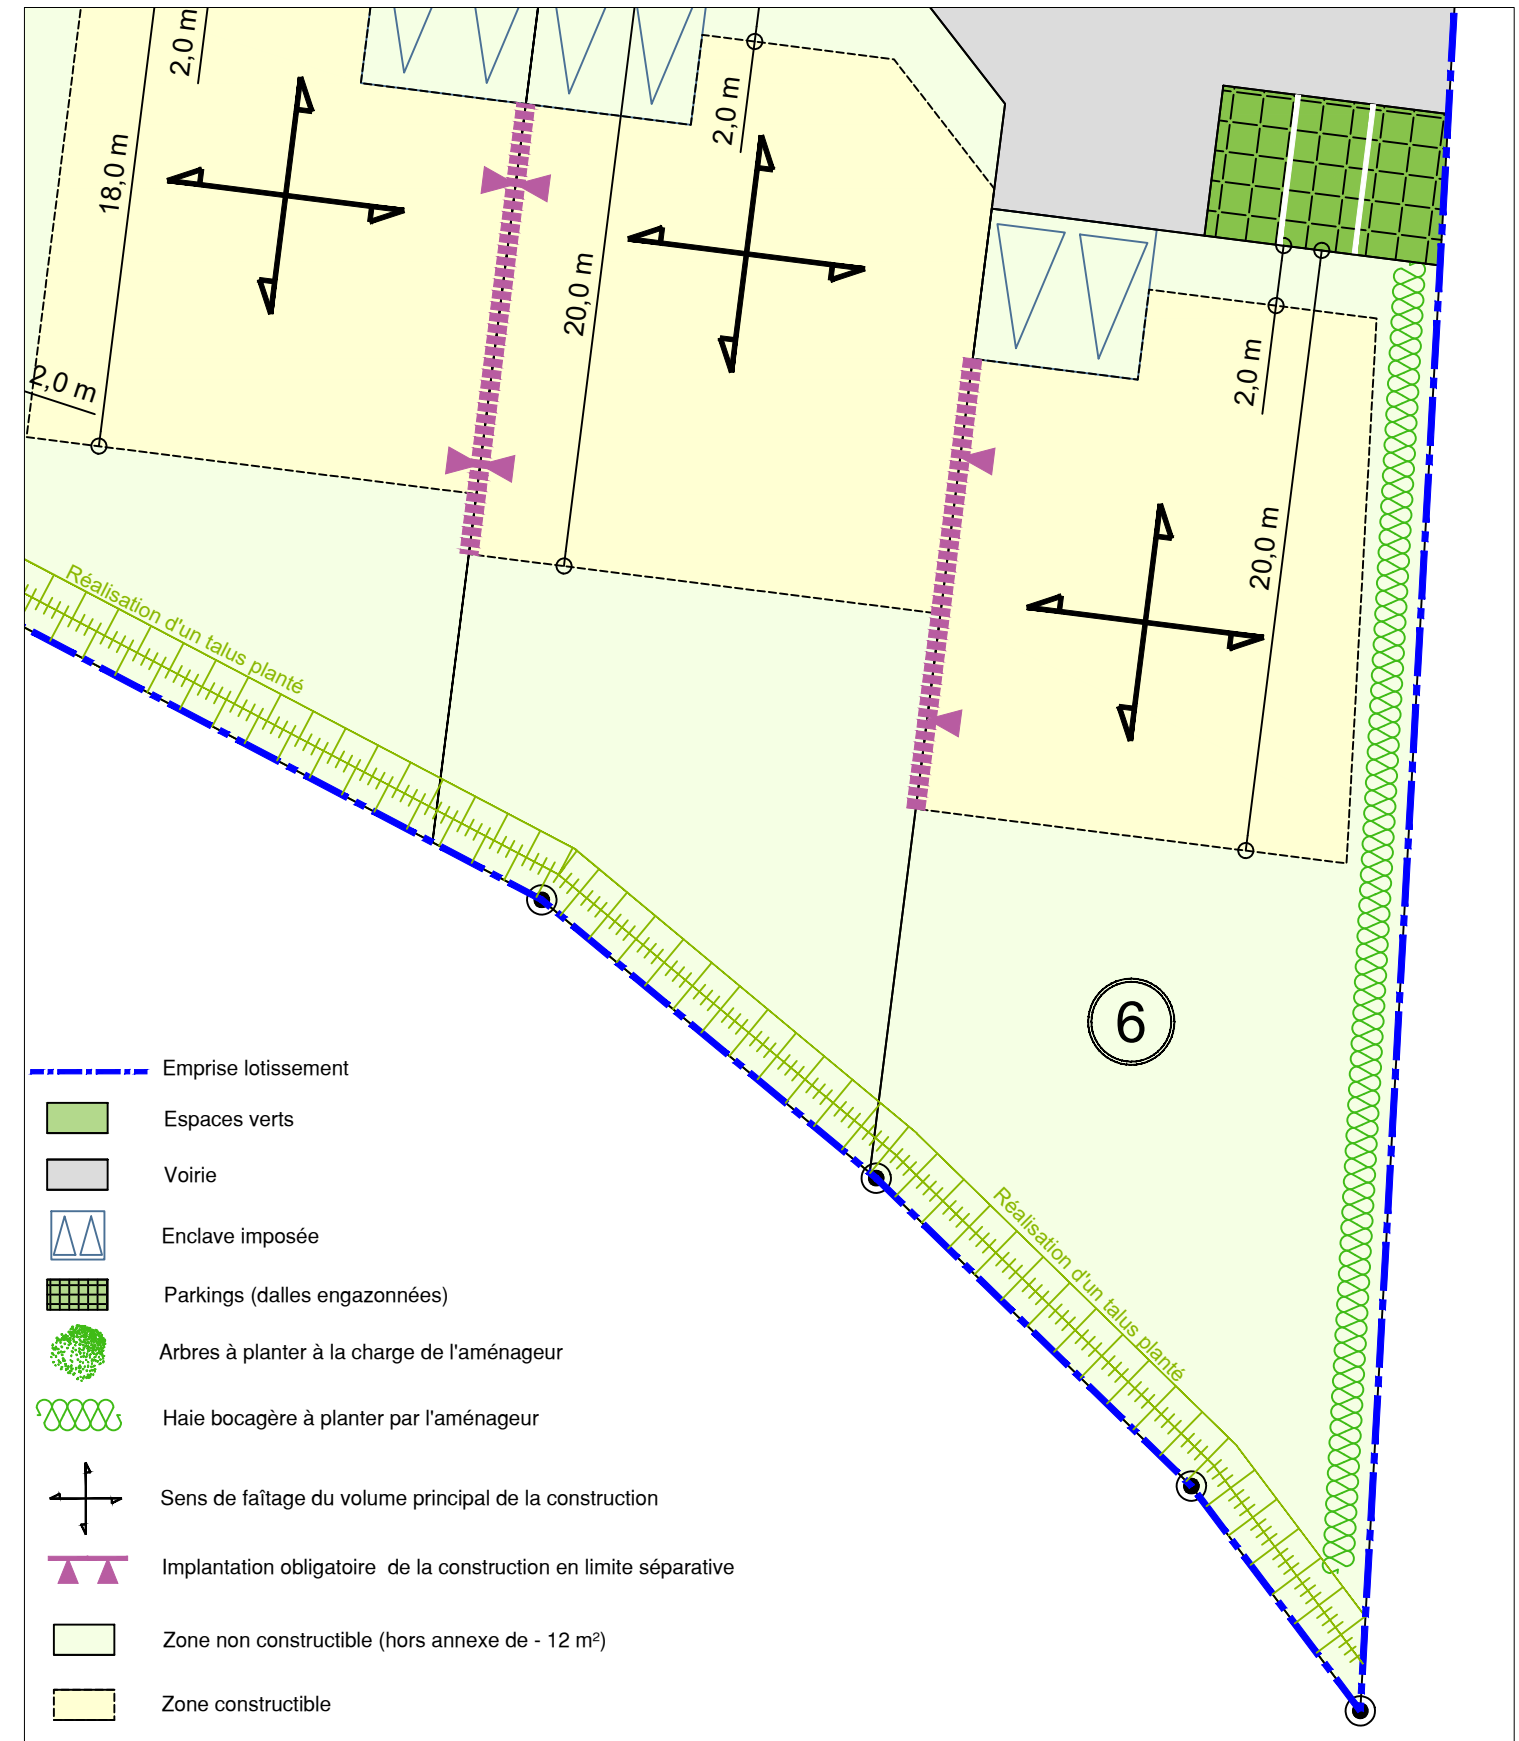 2,0 m
18,0 m
2,0 m
20,0 m
2,0 m
2,0 m
20,0 m
Réalisation d'un talus planté
6
Réalisation d'un talus planté
Emprise lotissement
Espaces verts
Voirie
Enclave imposée
Parkings (dalles engazonnées)
Arbres à planter à la charge de l'aménageur
Haie bocagère à planter par l'aménageur
Sens de faîtage du volume principal de la construction
Implantation obligatoire  de la construction en limite séparative
Zone non constructible (hors annexe de - 12 m²)
Zone constructible